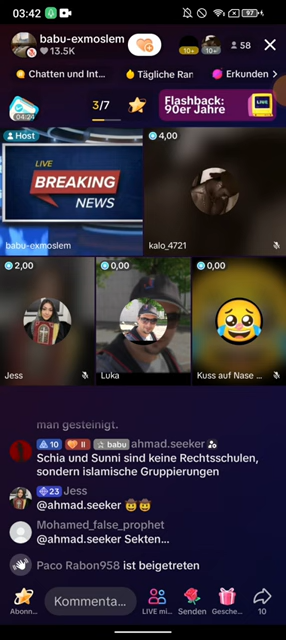 03:42
97
babu-exmoslem
13.5K
10+
10+
58
Chatten und Int...
Tägliche Ran
Erkunden >
04:24
3/7
Flashback:
90er Jahre
LIVE
Host
4,00
LIVE
BREAKING
NEWS
babu-exmoslem
kalo_4721
2,00
0,00
0,00
Jess
Luka
Kuss auf Nase ...
man gesteinigt.
10 II babu ahmad.seeker
Schia und Sunni sind keine Rechtsschulen,
sondern islamische Gruppierungen
23 Jess
@ahmad.seeker 🤠🤠
Mohamed_false_prophet
@ahmad.seeker Sekten...
Paco Rabon958 ist beigetreten
Kommenta...
Abonn...
LIVE mi...
Senden
Gesche...
10